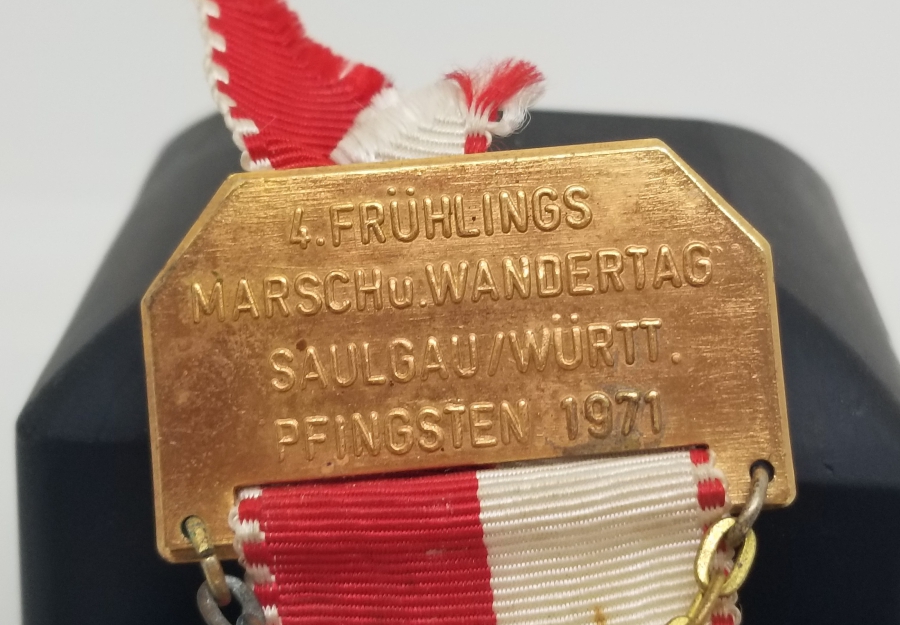 4.FRÜHLINGS
MARSCHu.WANDERTAG
SAULGAU/WÜRTT.
PFINGSTEN 1971